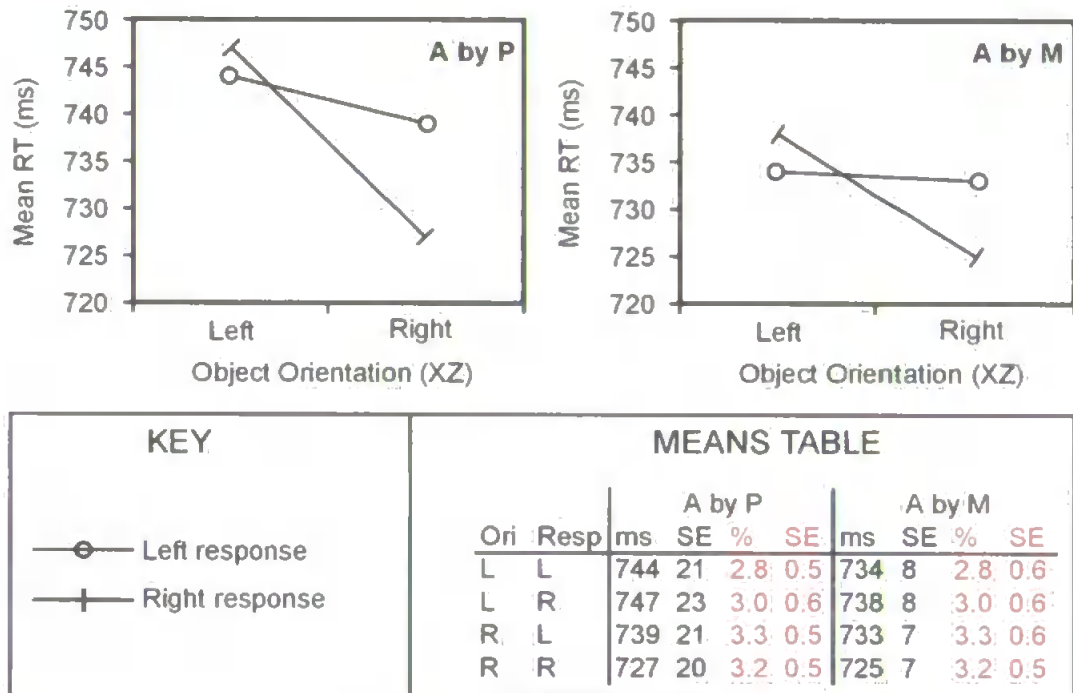 A by P
750
745
740
735
730
725
720
Mean RT (ms)
Left Right
Object Orientation (XZ)
A by M
750
745
740
735
730
725
720
Mean RT (ms)
Left Right
Object Orientation (XZ)
KEY
Left response
Right response
MEANS TABLE
A by P A by M
Ori Resp ms SE % SE ms SE % SE
L L 744 21 2.8 0.5 734 8 2.8 0.6
L R 747 23 3.0 0.6 738 8 3.0 0.6
R L 739 21 3.3 0.5 733 7 3.3 0.6
R R 727 20 3.2 0.5 725 7 3.2 0.5